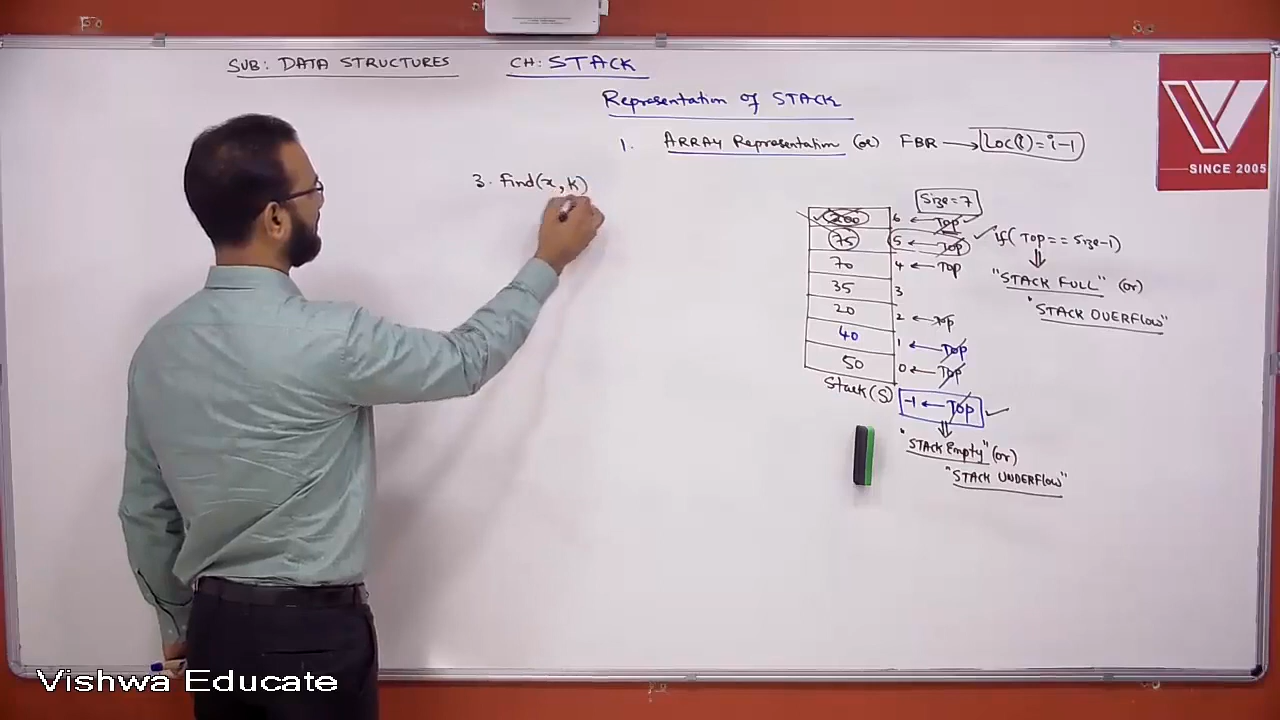 SUB: DATA STRUCTURES CH: STACK
Representation of STACK
1. ARRAY Representation (or) FBR → Loc(i) = i-1
3. Find(x, k)
Size = 7
200 6 ← Top
75 5 ← Top if( Top == Size-1)
70 4 ← Top "STACK FULL" (or)
35 3 "STACK OVERFLOW"
20 2 ← Top
40 1 ← Top
50 0 ← Top
Stack(S) -1 ← Top
"STACK Empty" (or)
"STACK UNDERFLOW"
V
SINCE 2005
Vishwa Educate